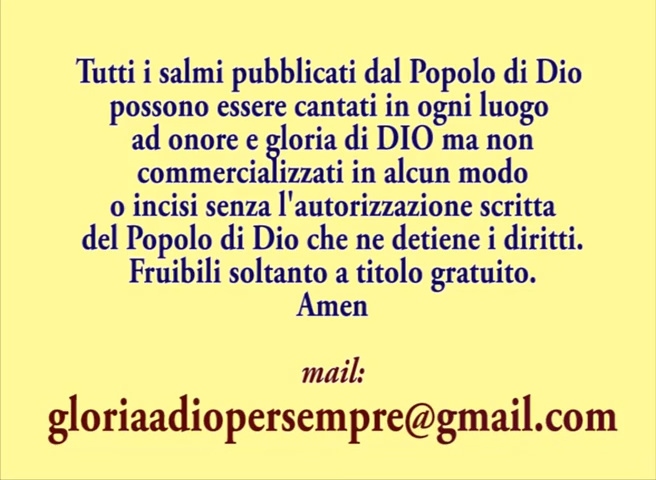 Tutti i salmi pubblicati dal Popolo di Dio
possono essere cantati in ogni luogo
ad onore e gloria di DIO ma non
commercializzati in alcun modo
o incisi senza l'autorizzazione scritta
del Popolo di Dio che ne detiene i diritti.
Fruibili soltanto a titolo gratuito.
Amen
mail:
gloriaadiopersempre@gmail.com